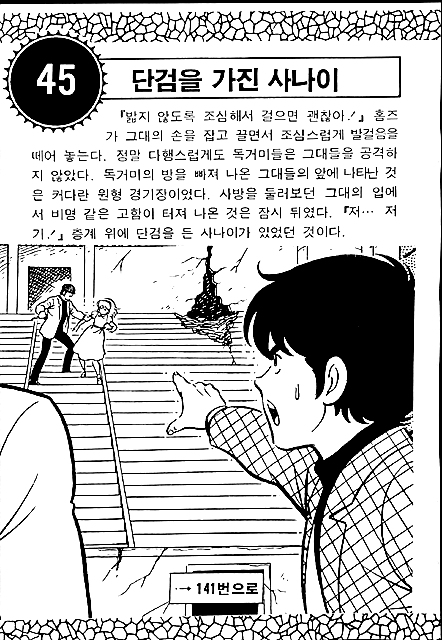 45
단검을 가진 사나이
『밟지 않도록 조심해서 걸으면 괜찮아.!』 홈즈
가 그대의 손을 잡고 끌면서 조심스럽게 발걸음을
떼어 놓는다. 정말 다행스럽게도 독거미들은 그대들을 공격하
지 않았다. 독거미의 방을 빠져 나온 그대들의 앞에 나타난 것
은 커다란 원형 경기장이었다. 사방을 둘러보던 그대의 입에
서 비명 같은 고함이 터져 나온 것은 잠시 뒤였다. 『저… 저
기.!』 층계 위에 단검을 든 사나이가 있었던 것이다.
→ 141번으로